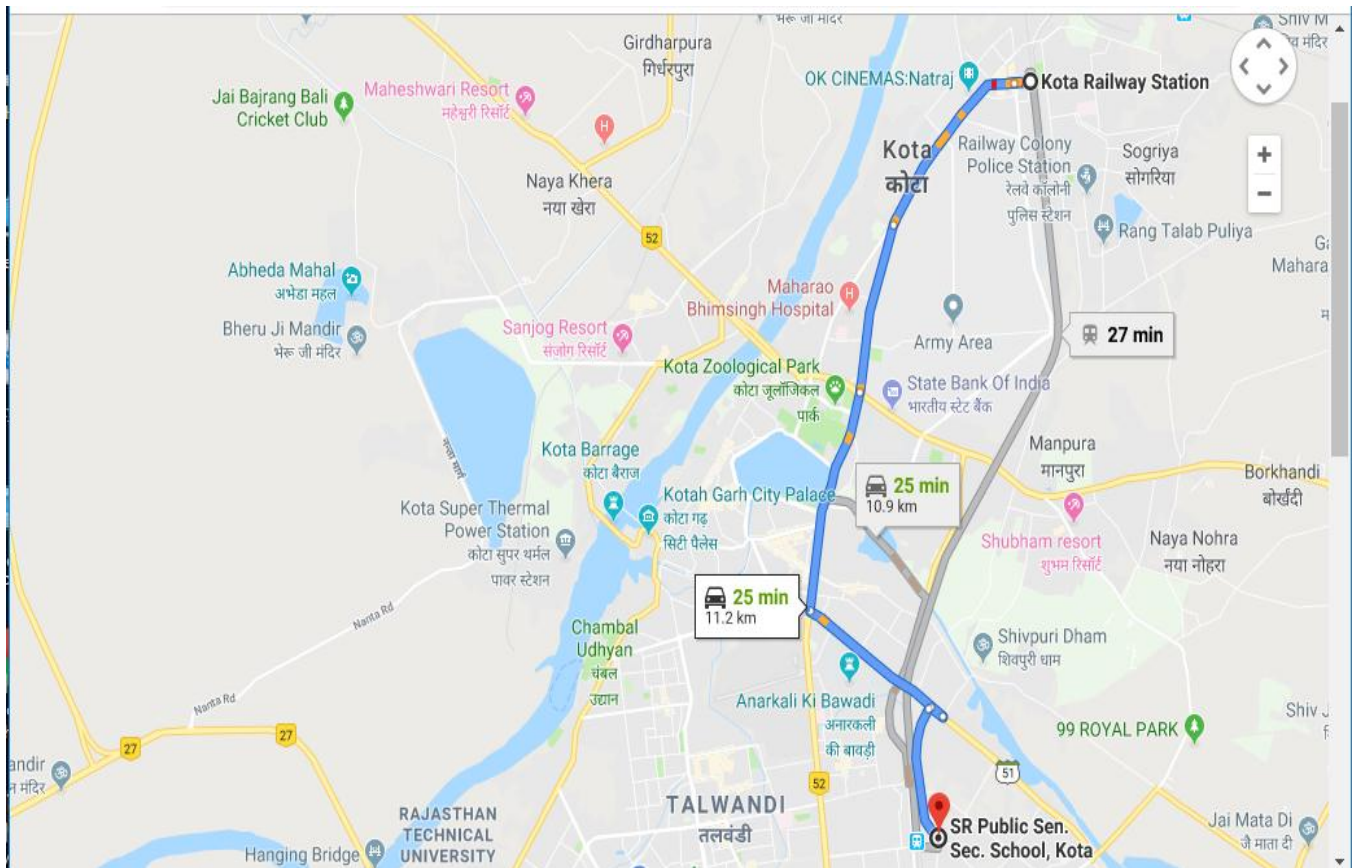 भेरू जी मंदिर
Shiv M
शिव मंदिर
Girdharpura
गिर्धरपुरा
OK CINEMAS:Natraj
Kota Railway Station
Jai Bajrang Bali
Cricket Club
Maheshwari Resort
महेश्वरी रिसॉर्ट
H
Kota
कोटा
Railway Colony
Police Station
रेलवे कॉलोनी
पुलिस स्टेशन
Sogriya
सोगरिया
+
−
Naya Khera
नया खेरा
52
Rang Talab Puliya
Ga
Mahara
Abheda Mahal
अभेडा महल
Bheru Ji Mandir
भेरू जी मंदिर
Maharao
Bhimsingh Hospital
H
Sanjog Resort
संजोग रिसॉर्ट
Army Area
27 min
Kota Zoological Park
कोटा जूलॉजिकल
पार्क
State Bank Of India
भारतीय स्टेट बैंक
नान्ता मार्ग
Kota Barrage
कोटा बैराज
Manpura
मानपुरा
Borkhandi
बोर्खंदी
25 min
10.9 km
Kota Super Thermal
Power Station
कोटा सुपर थर्मल
पावर स्टेशन
Kotah Garh City Palace
कोटा गढ़
सिटी पैलेस
Shubham resort
शुभम रिसॉर्ट
Naya Nohra
नया नोहरा
25 min
11.2 km
Nanta Rd
Chambal
Udhyan
चंबल
उद्यान
Shivpuri Dham
शिवपुरी धाम
Anarkali Ki Bawadi
अनारकली
की बावड़ी
Nanta Rd
99 ROYAL PARK
Shiv J
27
27
andir
मंदिर
51
52
TALWANDI
तलवंडी
RAJASTHAN
TECHNICAL
UNIVERSITY
Hanging Bridge
SR Public Sen.
Sec. School, Kota
Jai Mata Di
जै माता दी